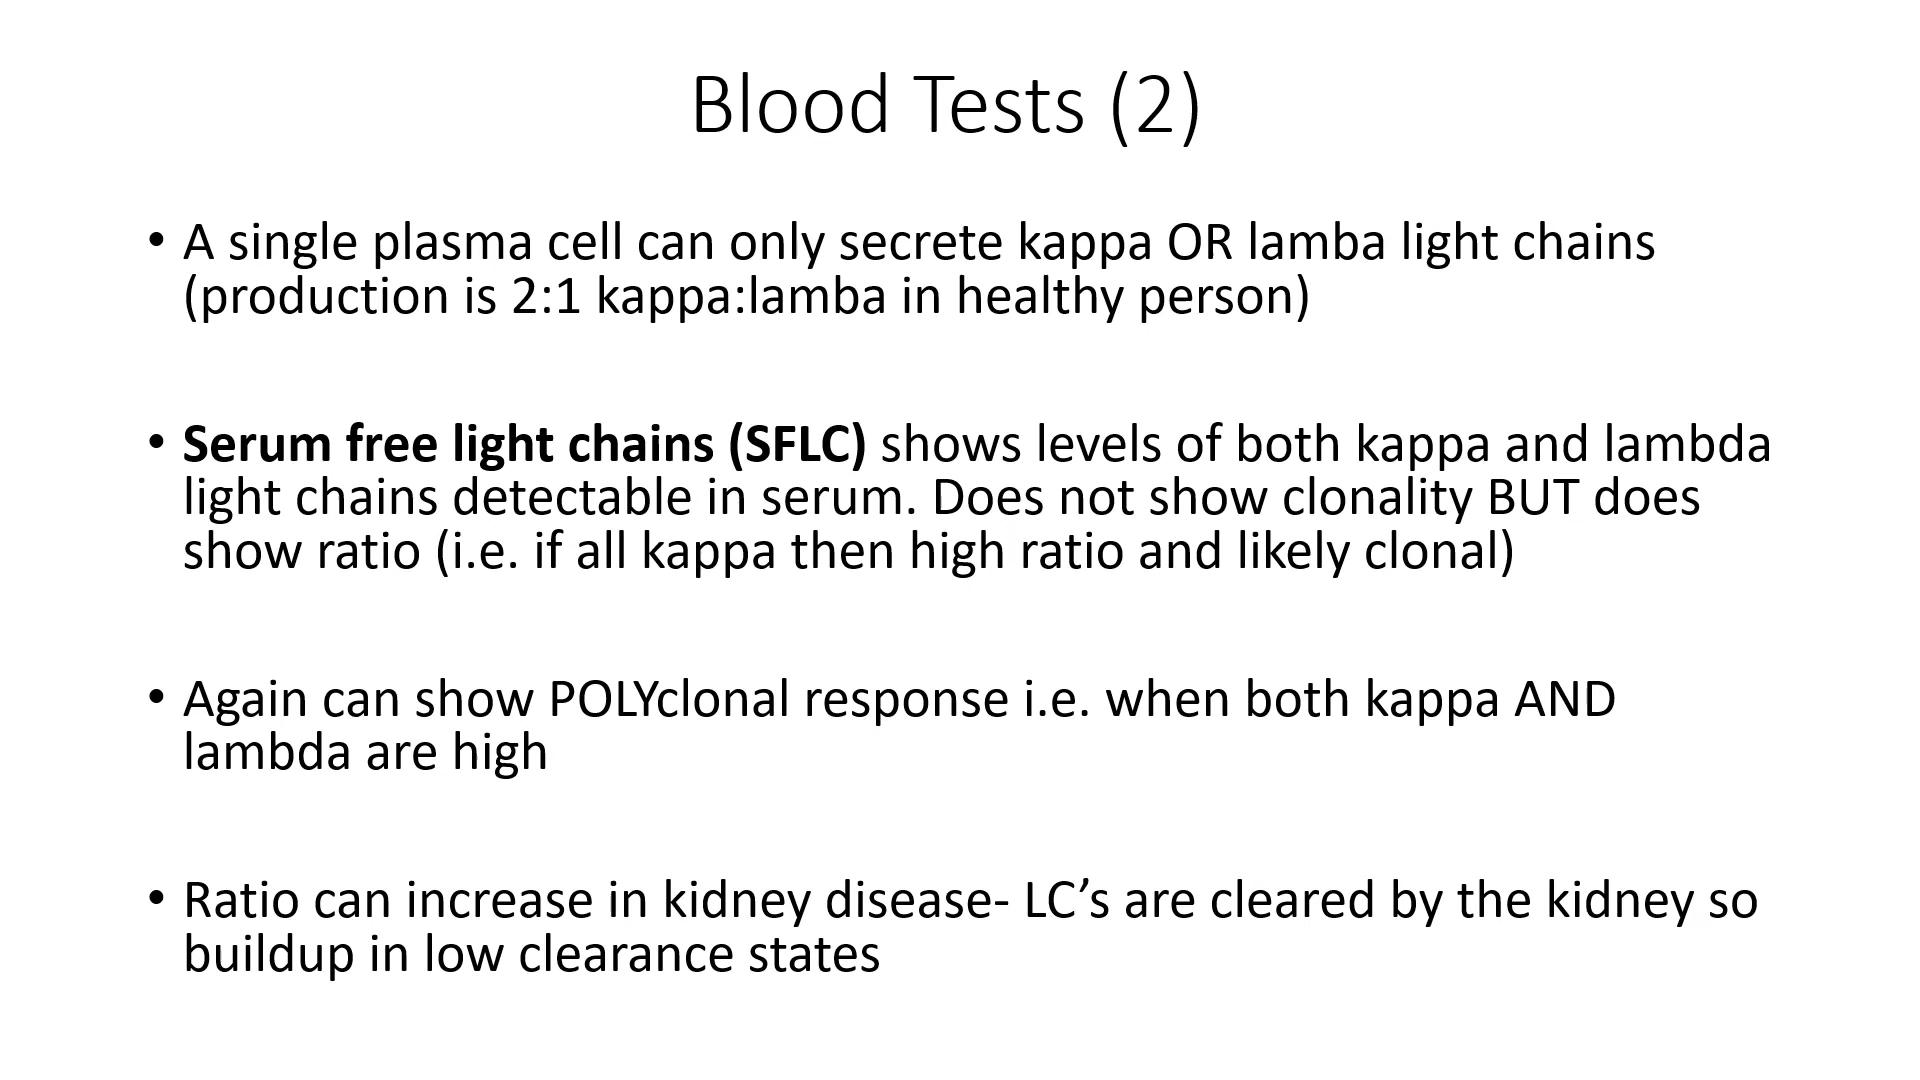 Blood Tests (2)
• A single plasma cell can only secrete kappa OR lamba light chains
(production is 2:1 kappa:lamba in healthy person)
• Serum free light chains (SFLC) shows levels of both kappa and lambda
light chains detectable in serum. Does not show clonality BUT does
show ratio (i.e. if all kappa then high ratio and likely clonal)
• Again can show POLYclonal response i.e. when both kappa AND
lambda are high
• Ratio can increase in kidney disease- LC’s are cleared by the kidney so
buildup in low clearance states